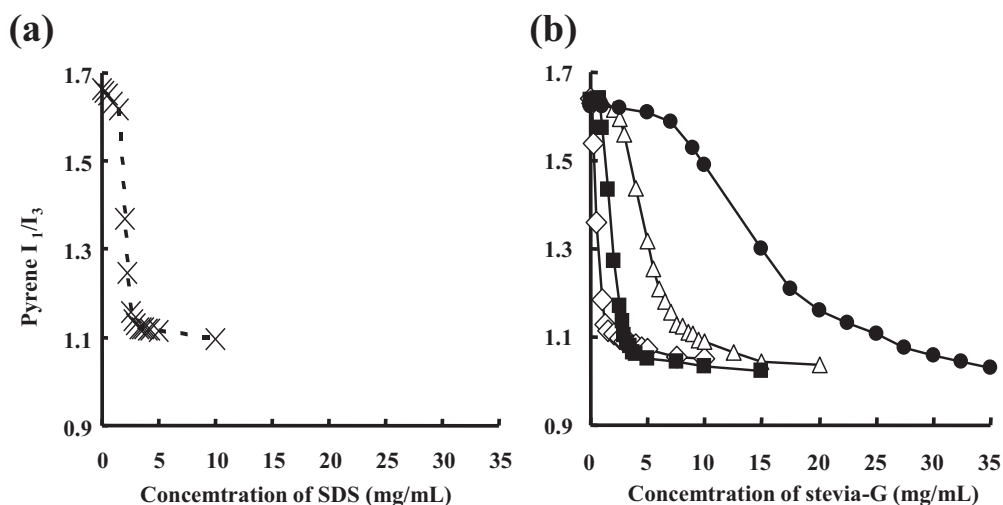 (a)
(b)
1.7
1.5
1.3
1.1
0.9
Pyrene I1/I3
0 5 10 15 20 25 30 35
Concemtration of SDS (mg/mL)
1.7
1.5
1.3
1.1
0.9
0 5 10 15 20 25 30 35
Concemtration of stevia-G (mg/mL)